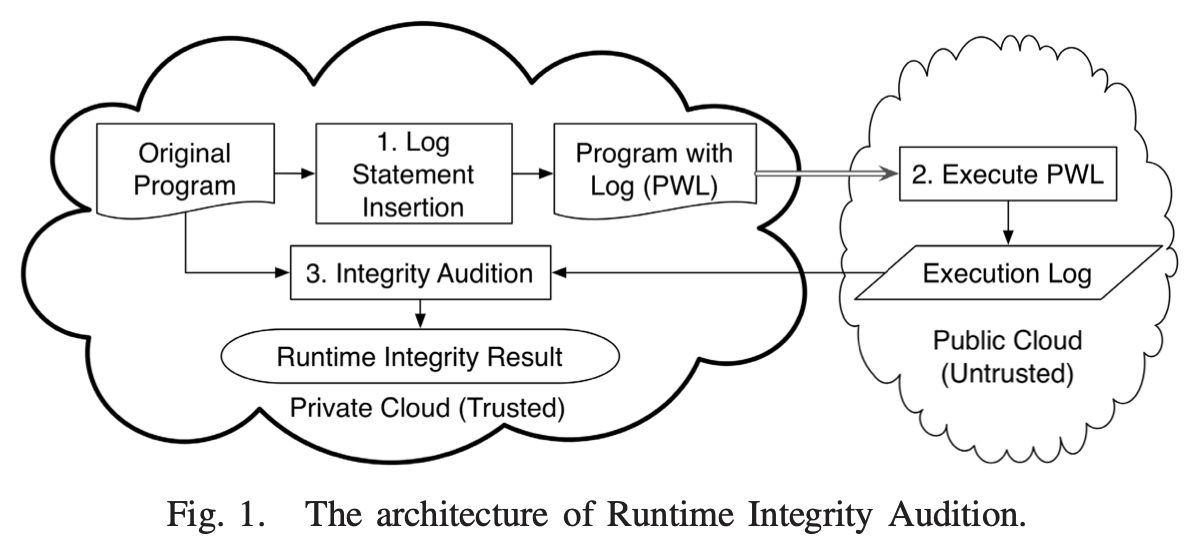 Original
Program
1. Log
Statement
Insertion
Program with
Log (PWL)
2. Execute PWL
3. Integrity Audition
Execution Log
Runtime Integrity Result
Private Cloud (Trusted)
Public Cloud
(Untrusted)
Fig. 1. The architecture of Runtime Integrity Audition.